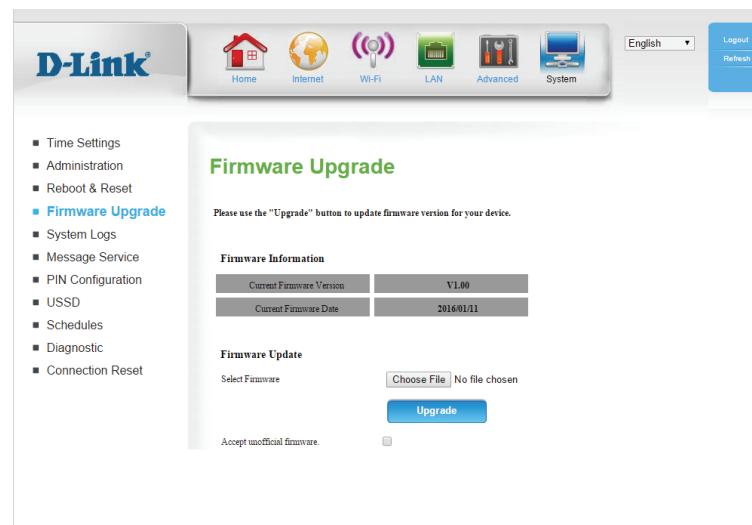 D-Link
Home
Internet
Wi-Fi
LAN
Advanced
System
English
Logout
Refresh
Time Settings
Administration
Reboot & Reset
Firmware Upgrade
System Logs
Message Service
PIN Configuration
USSD
Schedules
Diagnostic
Connection Reset
Firmware Upgrade
Please use the "Upgrade" button to update firmware version for your device.
Firmware Information
Current Firmware Version V1.00
Current Firmware Date 2016/01/11
Firmware Update
Select Firmware Choose File No file chosen
Upgrade
Accept unofficial firmware.